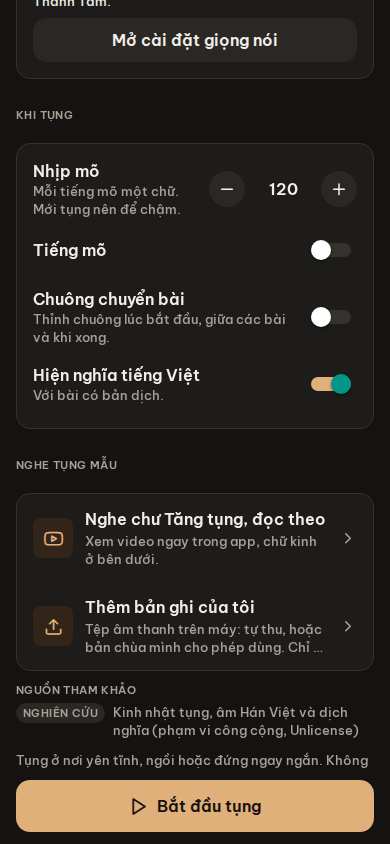 Thanh Tâm.
Mở cài đặt giọng nói
KHI TỤNG
Nhịp mõ
Mỗi tiếng mõ một chữ.
Mới tụng nên để chậm.
120
Tiếng mõ
Chuông chuyển bài
Thỉnh chuông lúc bắt đầu, giữa các bài
và khi xong.
Hiện nghĩa tiếng Việt
Với bài có bản dịch.
NGHE TỤNG MẪU
Nghe chư Tăng tụng, đọc theo
Xem video ngay trong app, chữ kinh
ở bên dưới.
Thêm bản ghi của tôi
Tệp âm thanh trên máy: tự thu, hoặc
bản chùa mình cho phép dùng. Chỉ ...
NGUỒN THAM KHẢO
NGHIÊN CỨU Kinh nhật tụng, âm Hán Việt và dịch
nghĩa (phạm vi công cộng, Unlicense)
Tụng ở nơi yên tĩnh, ngồi hoặc đứng ngay ngắn. Không
Bắt đầu tụng